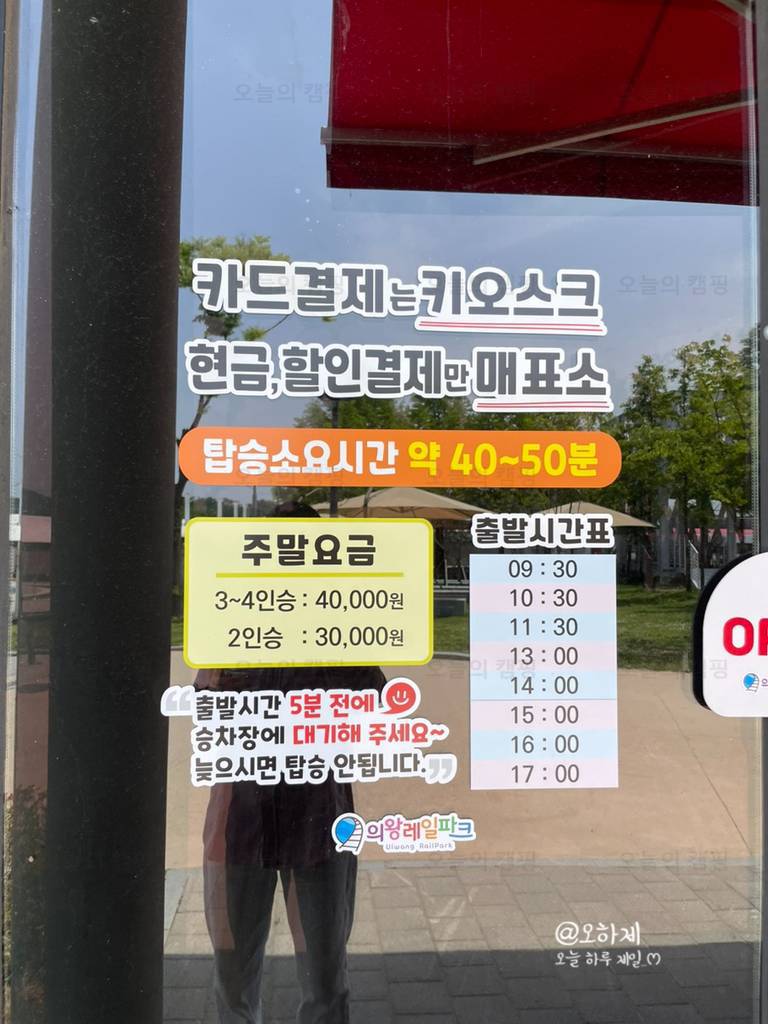 카드결제는 키오스크
현금,할인결제만 매표소
탑승소요시간 약 40~50분
주말요금
3~4인승 : 40,000원
2인승 : 30,000원
출발시간표
09 : 30
10 : 30
11 : 30
13 : 00
14 : 00
15 : 00
16 : 00
17 : 00
“출발시간 5분 전에
승차장에 대기해 주세요~
늦으시면 탑승 안됩니다.”
의왕레일파크
Uiwang RailPark
@오하제
오늘 하루 제일♡
오늘의 캠핑